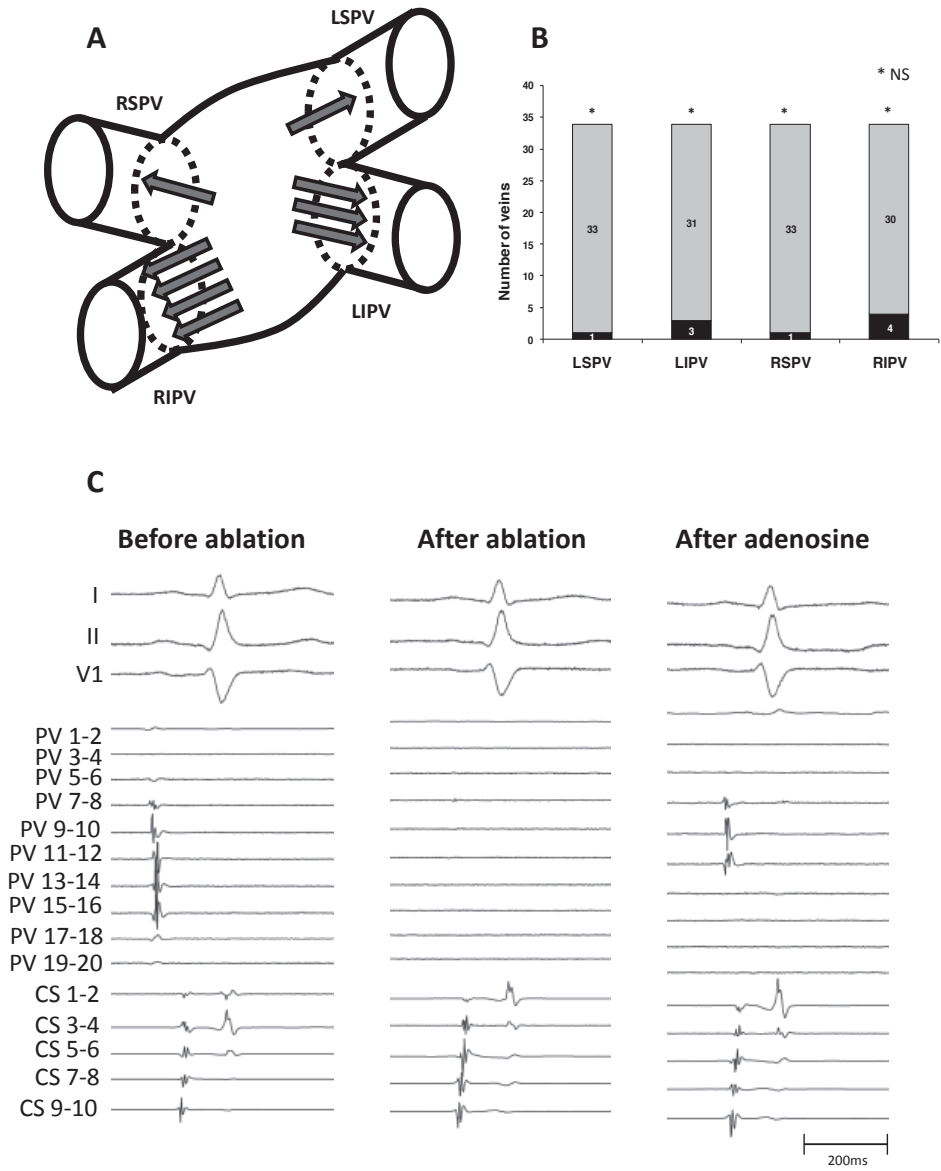 A
LSPV
RSPV
LIPV
RIPV
B
* NS
Number of veins
40
35
30
25
20
15
10
5
0
* * * *
33 31 33 30
1 3 1 4
LSPV LIPV RSPV RIPV
C
Before ablation After ablation After adenosine
I
II
V1
PV 1-2
PV 3-4
PV 5-6
PV 7-8
PV 9-10
PV 11-12
PV 13-14
PV 15-16
PV 17-18
PV 19-20
CS 1-2
CS 3-4
CS 5-6
CS 7-8
CS 9-10
200ms